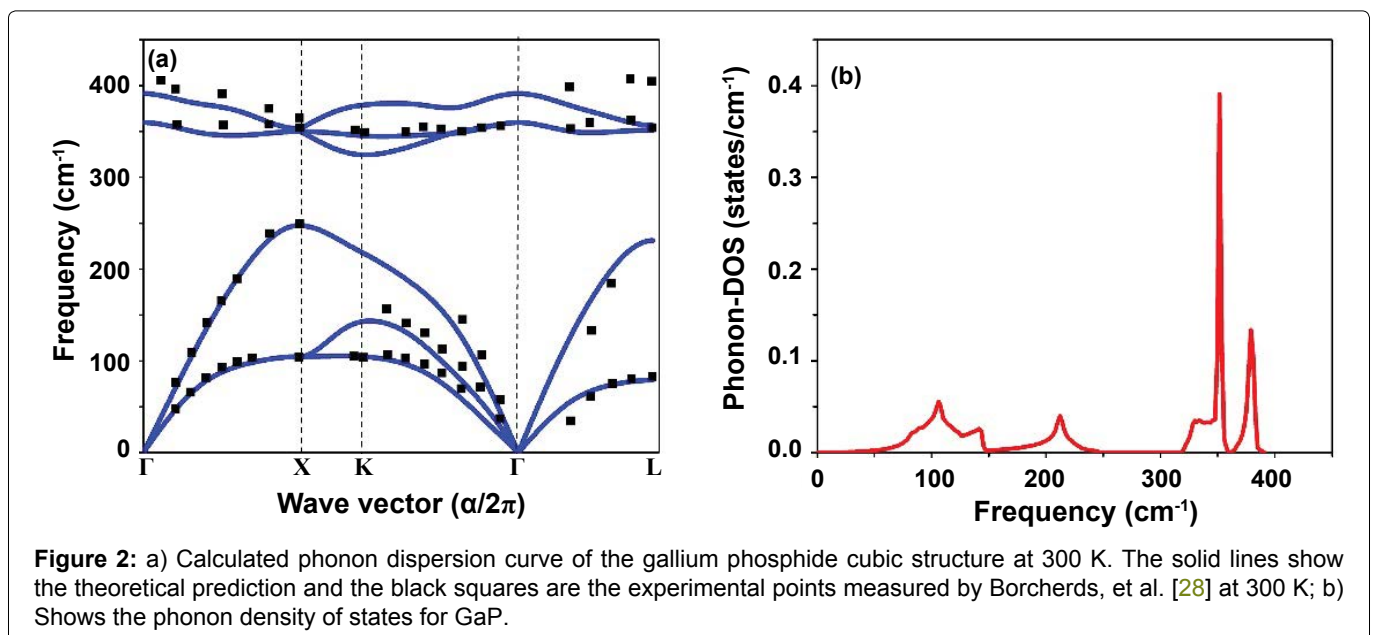 (a)
400
300
200
100
0
Frequency (cm⁻¹)
Γ X K Γ L
Wave vector (α/2π)
(b)
0.4
0.3
0.2
0.1
0.0
Phonon-DOS (states/cm⁻¹)
0 100 200 300 400
Frequency (cm⁻¹)
Figure 2: a) Calculated phonon dispersion curve of the gallium phosphide cubic structure at 300 K. The solid lines show
the theoretical prediction and the black squares are the experimental points measured by Borcherds, et al. [28] at 300 K; b)
Shows the phonon density of states for GaP.